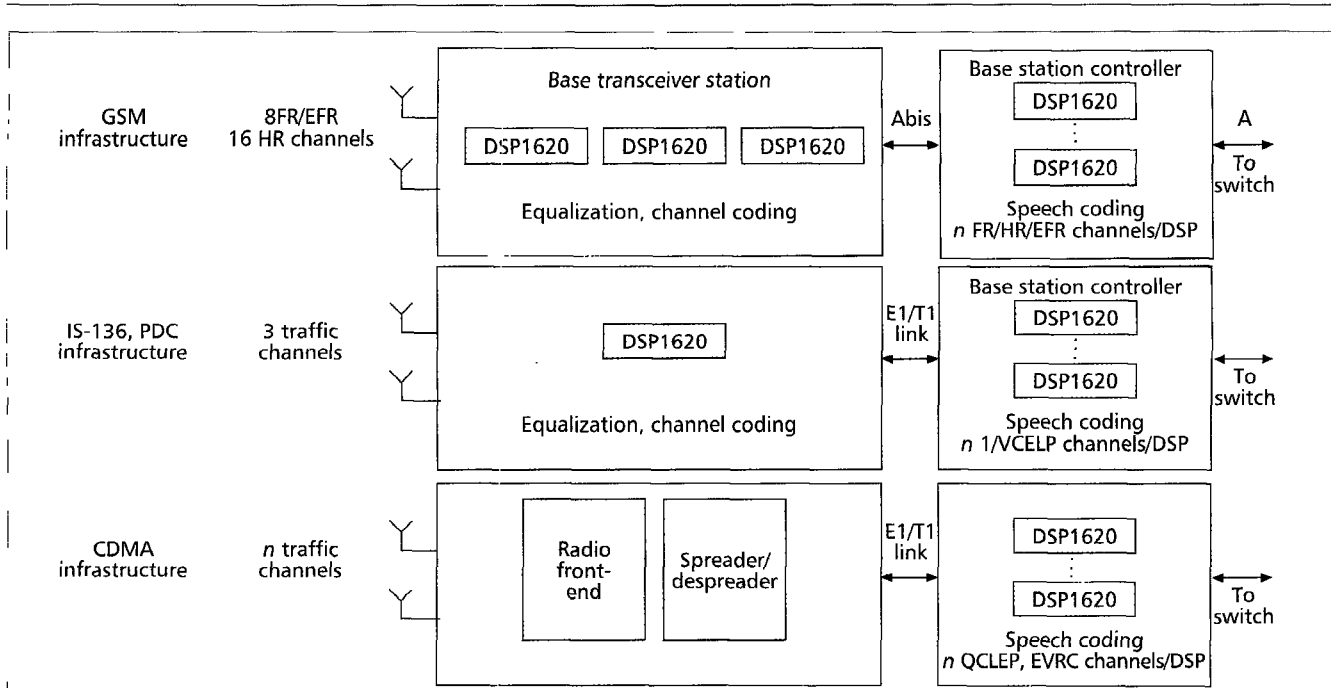 GSM
infrastructure
8FR/EFR
16 HR channels
Base transceiver station
DSP1620
DSP1620
DSP1620
Equalization, channel coding
Abis
Base station controller
DSP1620
DSP1620
Speech coding
n FR/HR/EFR channels/DSP
A
To
switch
IS-136, PDC
infrastructure
3 traffic
channels
DSP1620
Equalization, channel coding
E1/T1
link
Base station controller
DSP1620
DSP1620
Speech coding
n 1/VCELP channels/DSP
To
switch
CDMA
infrastructure
n traffic
channels
Radio
front-
end
Spreader/
despreader
E1/T1
link
DSP1620
DSP1620
Speech coding
n QCLEP, EVRC channels/DSP
To
switch